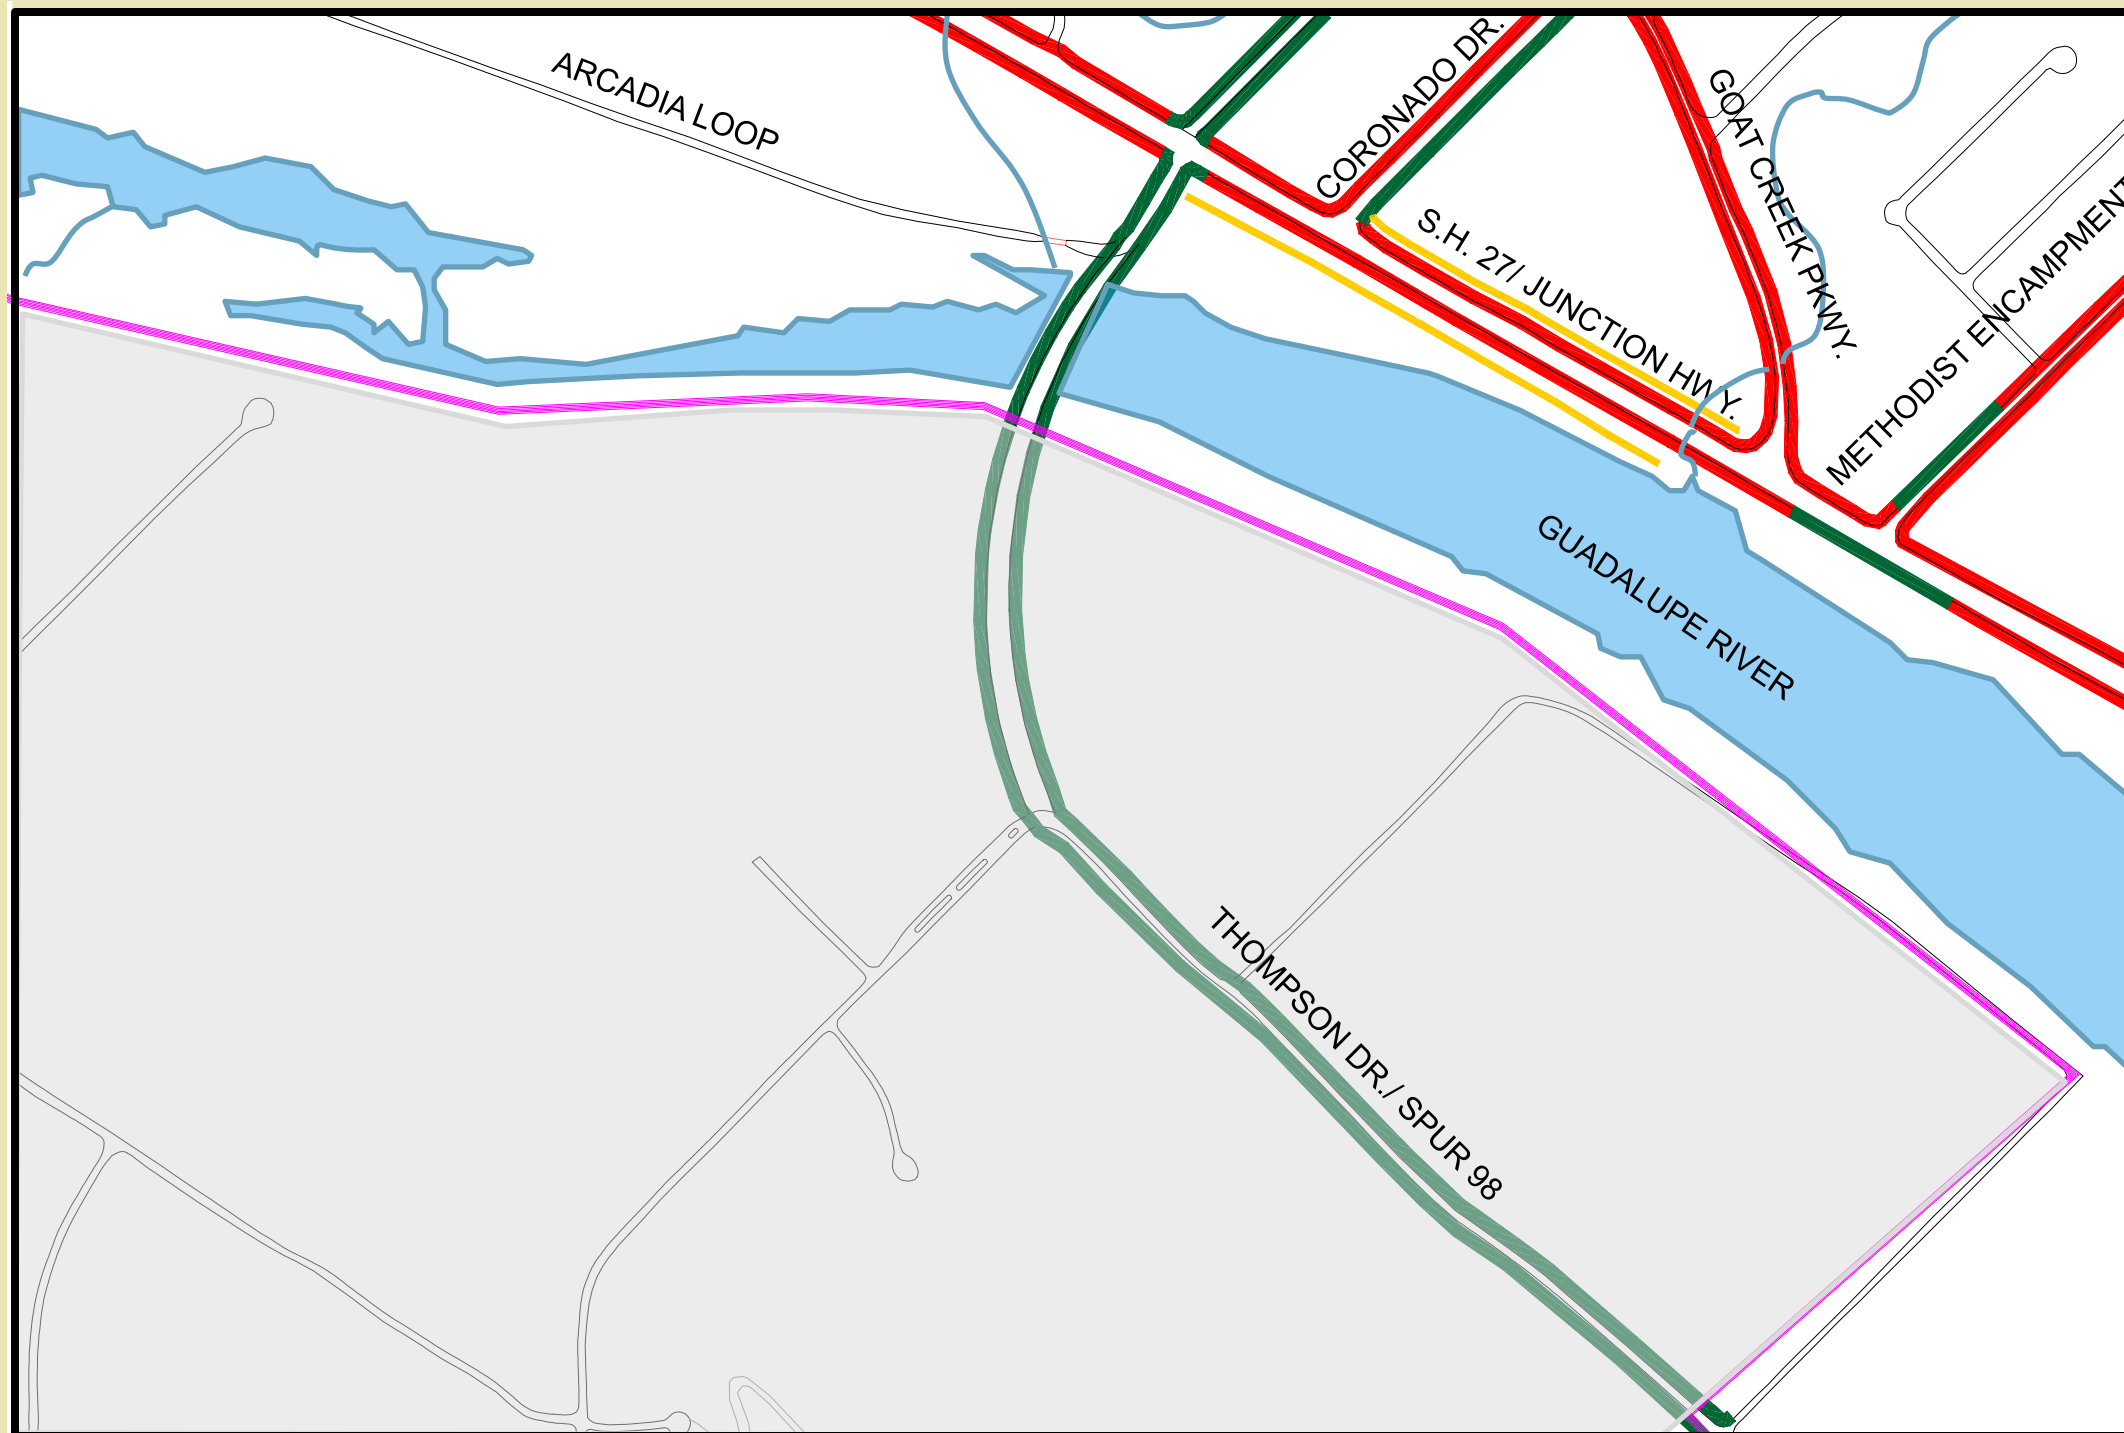 ARCADIA LOOP
CORONADO DR.
GOAT CREEK PKWY.
S.H. 27/ JUNCTION HWY.
METHODIST ENCAMPMENT
GUADALUPE RIVER
THOMPSON DR./ SPUR 98